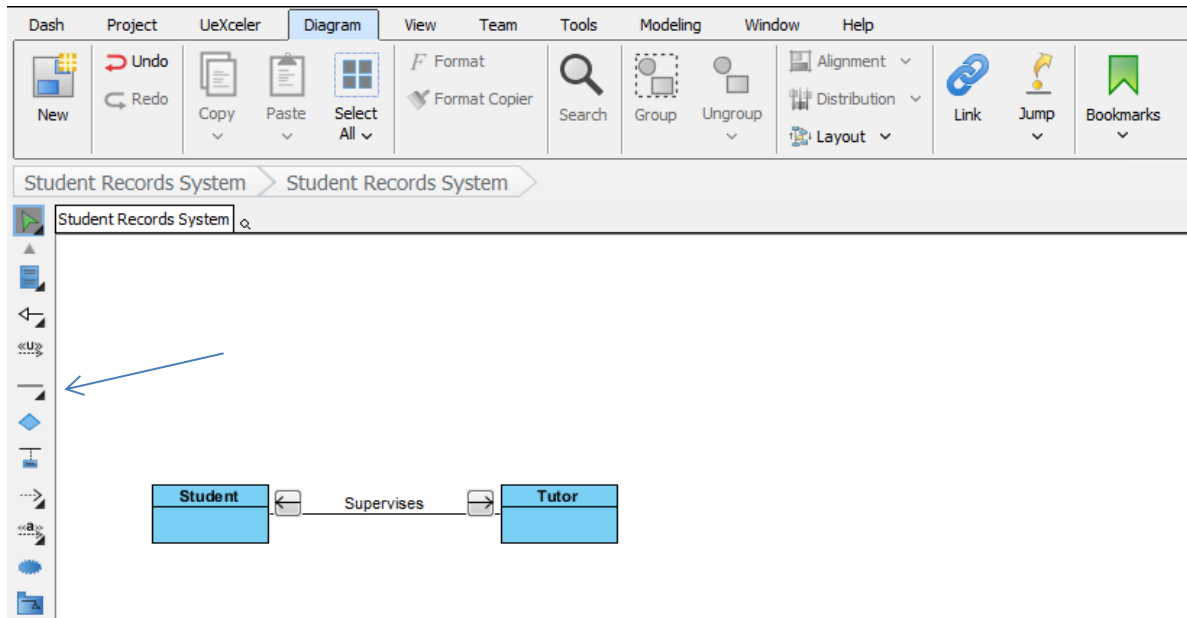 Dash Project UeXceler Diagram View Team Tools Modeling Window Help
Undo F Format Alignment
Redo Format Copier Distribution
New Copy Paste Select All Search Group Ungroup Layout Link Jump Bookmarks
Student Records System Student Records System
Student Records System
«u»
Student Supervises Tutor
«a»